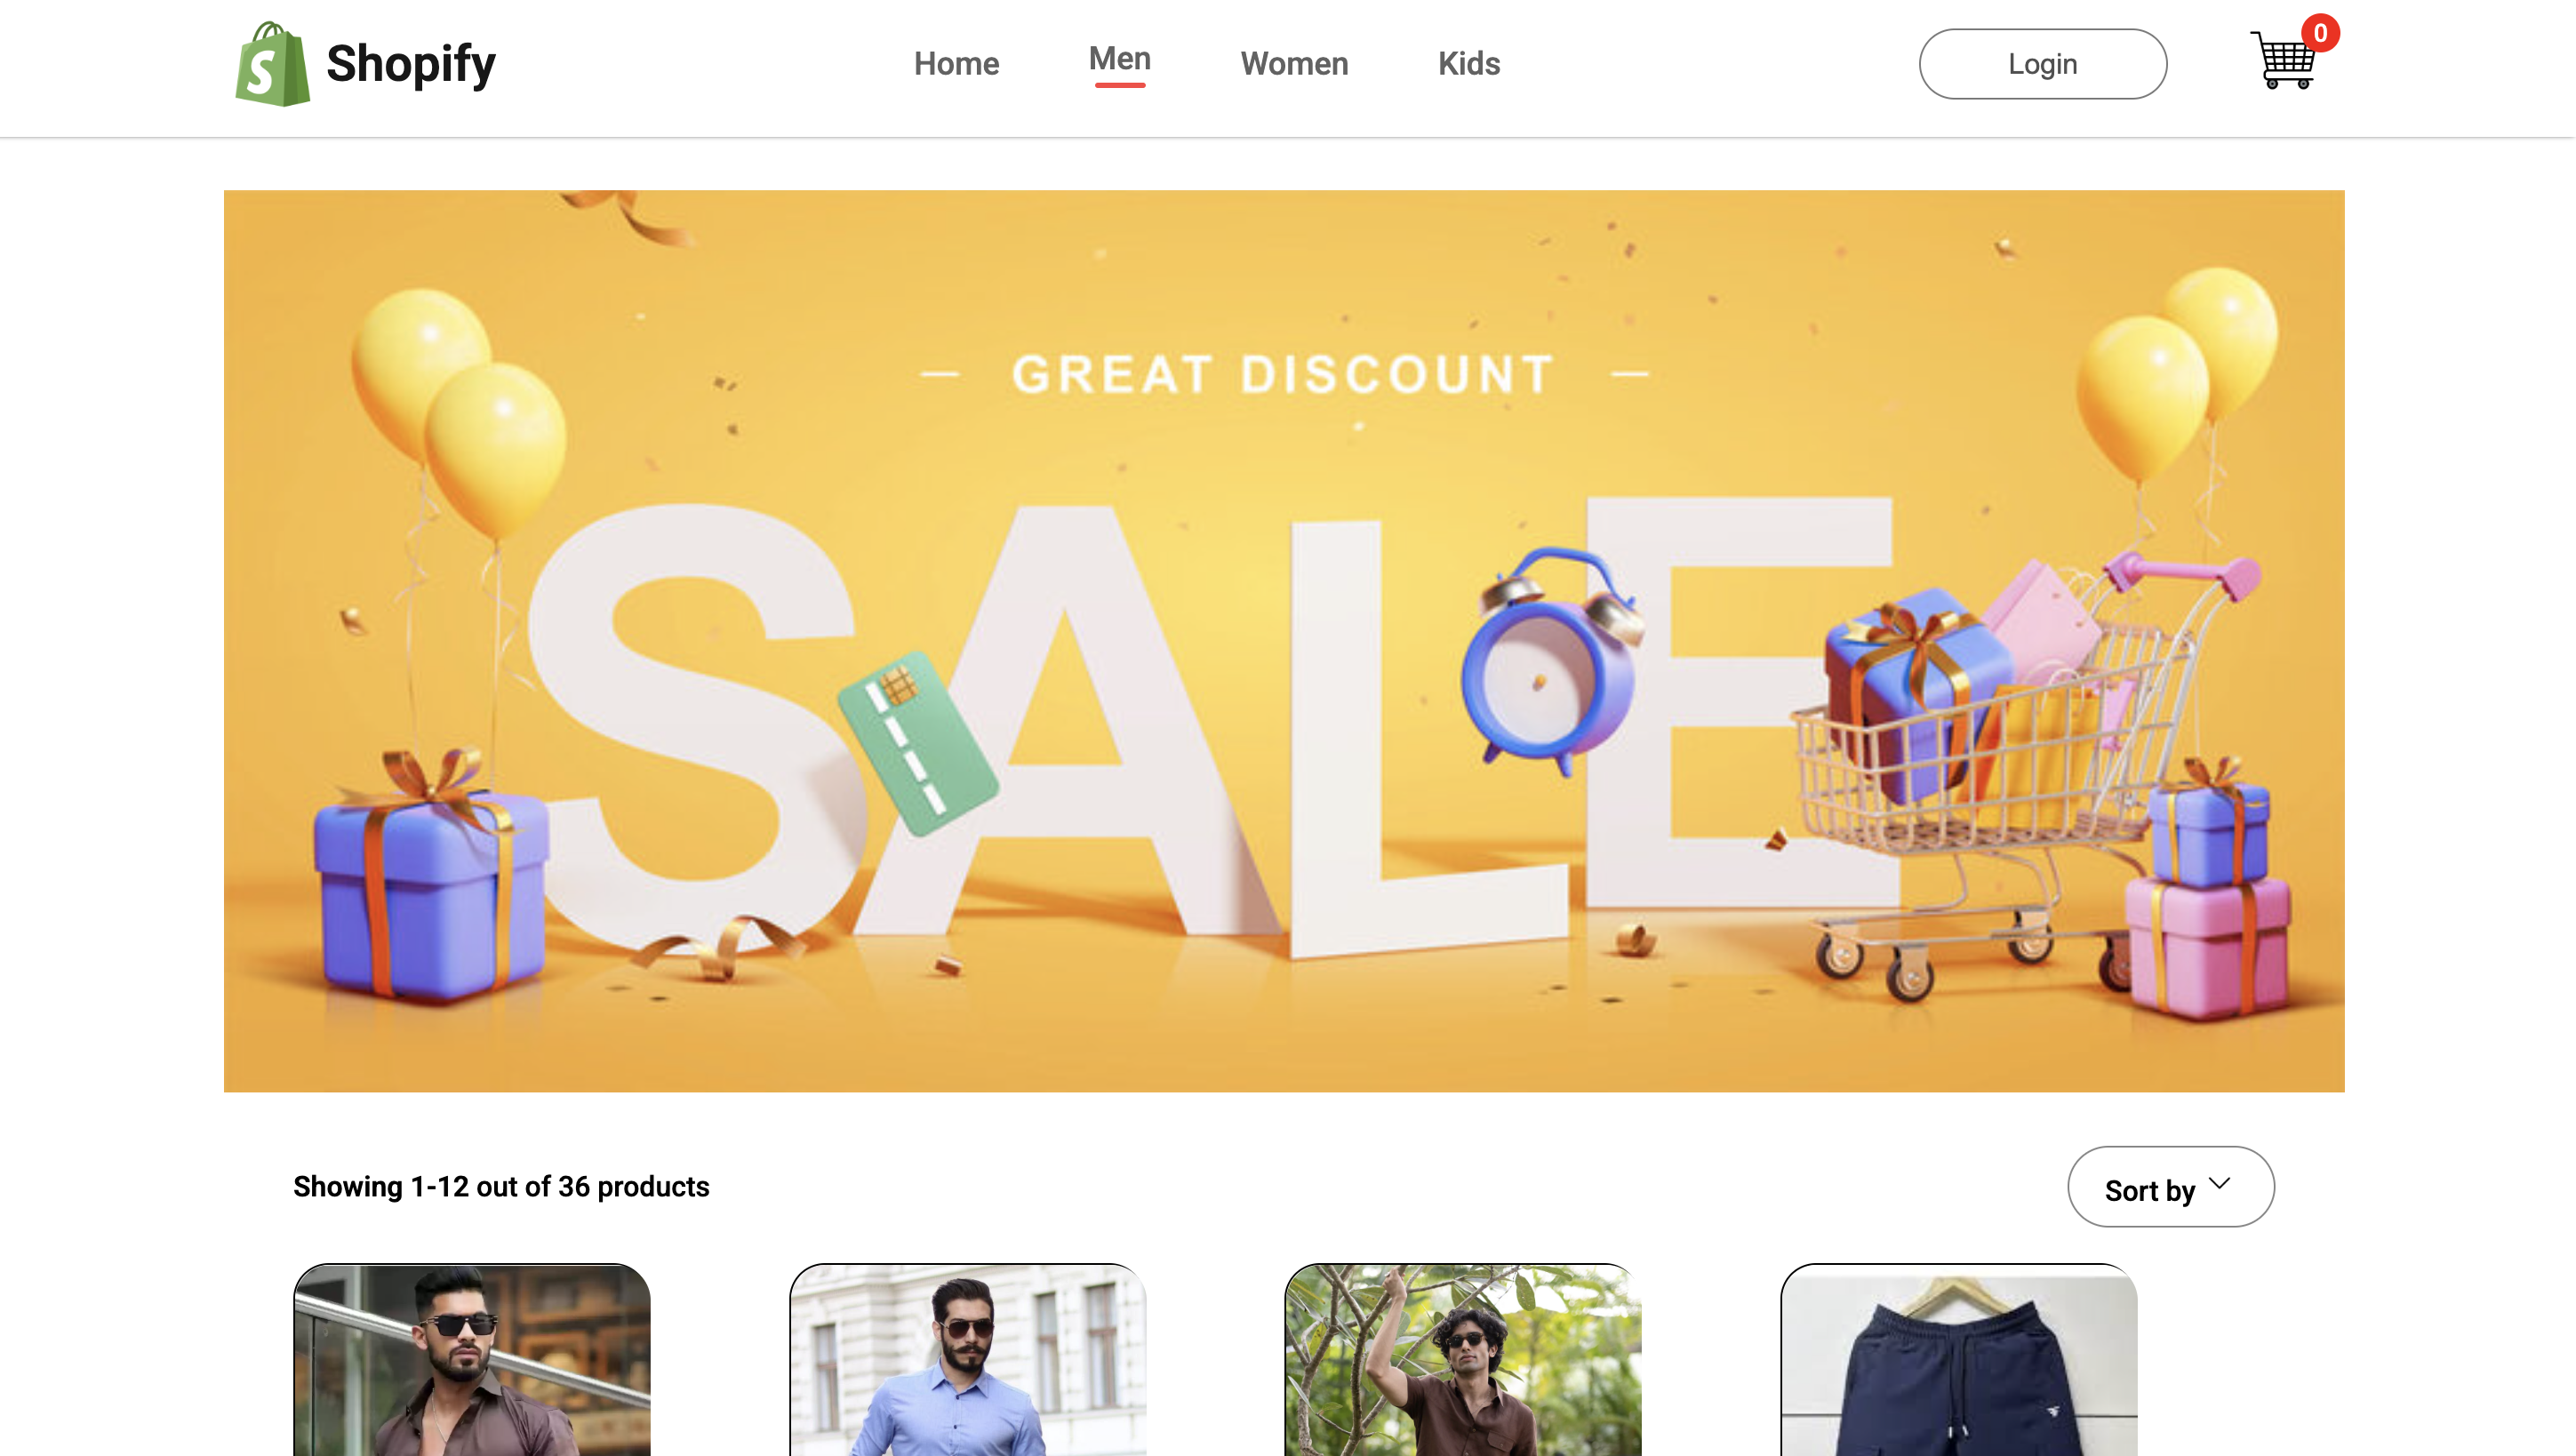 Shopify
Home Men Women Kids
Login
0
GREAT DISCOUNT
SALE
Showing 1-12 out of 36 products
Sort by